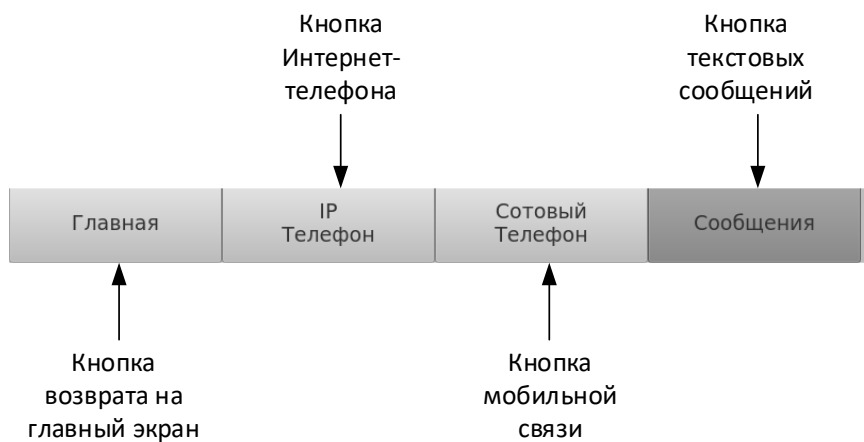 Кнопка
Интернет-
телефона
Кнопка
текстовых
сообщений
Главная
IP
Телефон
Сотовый
Телефон
Сообщения
Кнопка
возврата на
главный экран
Кнопка
мобильной
связи